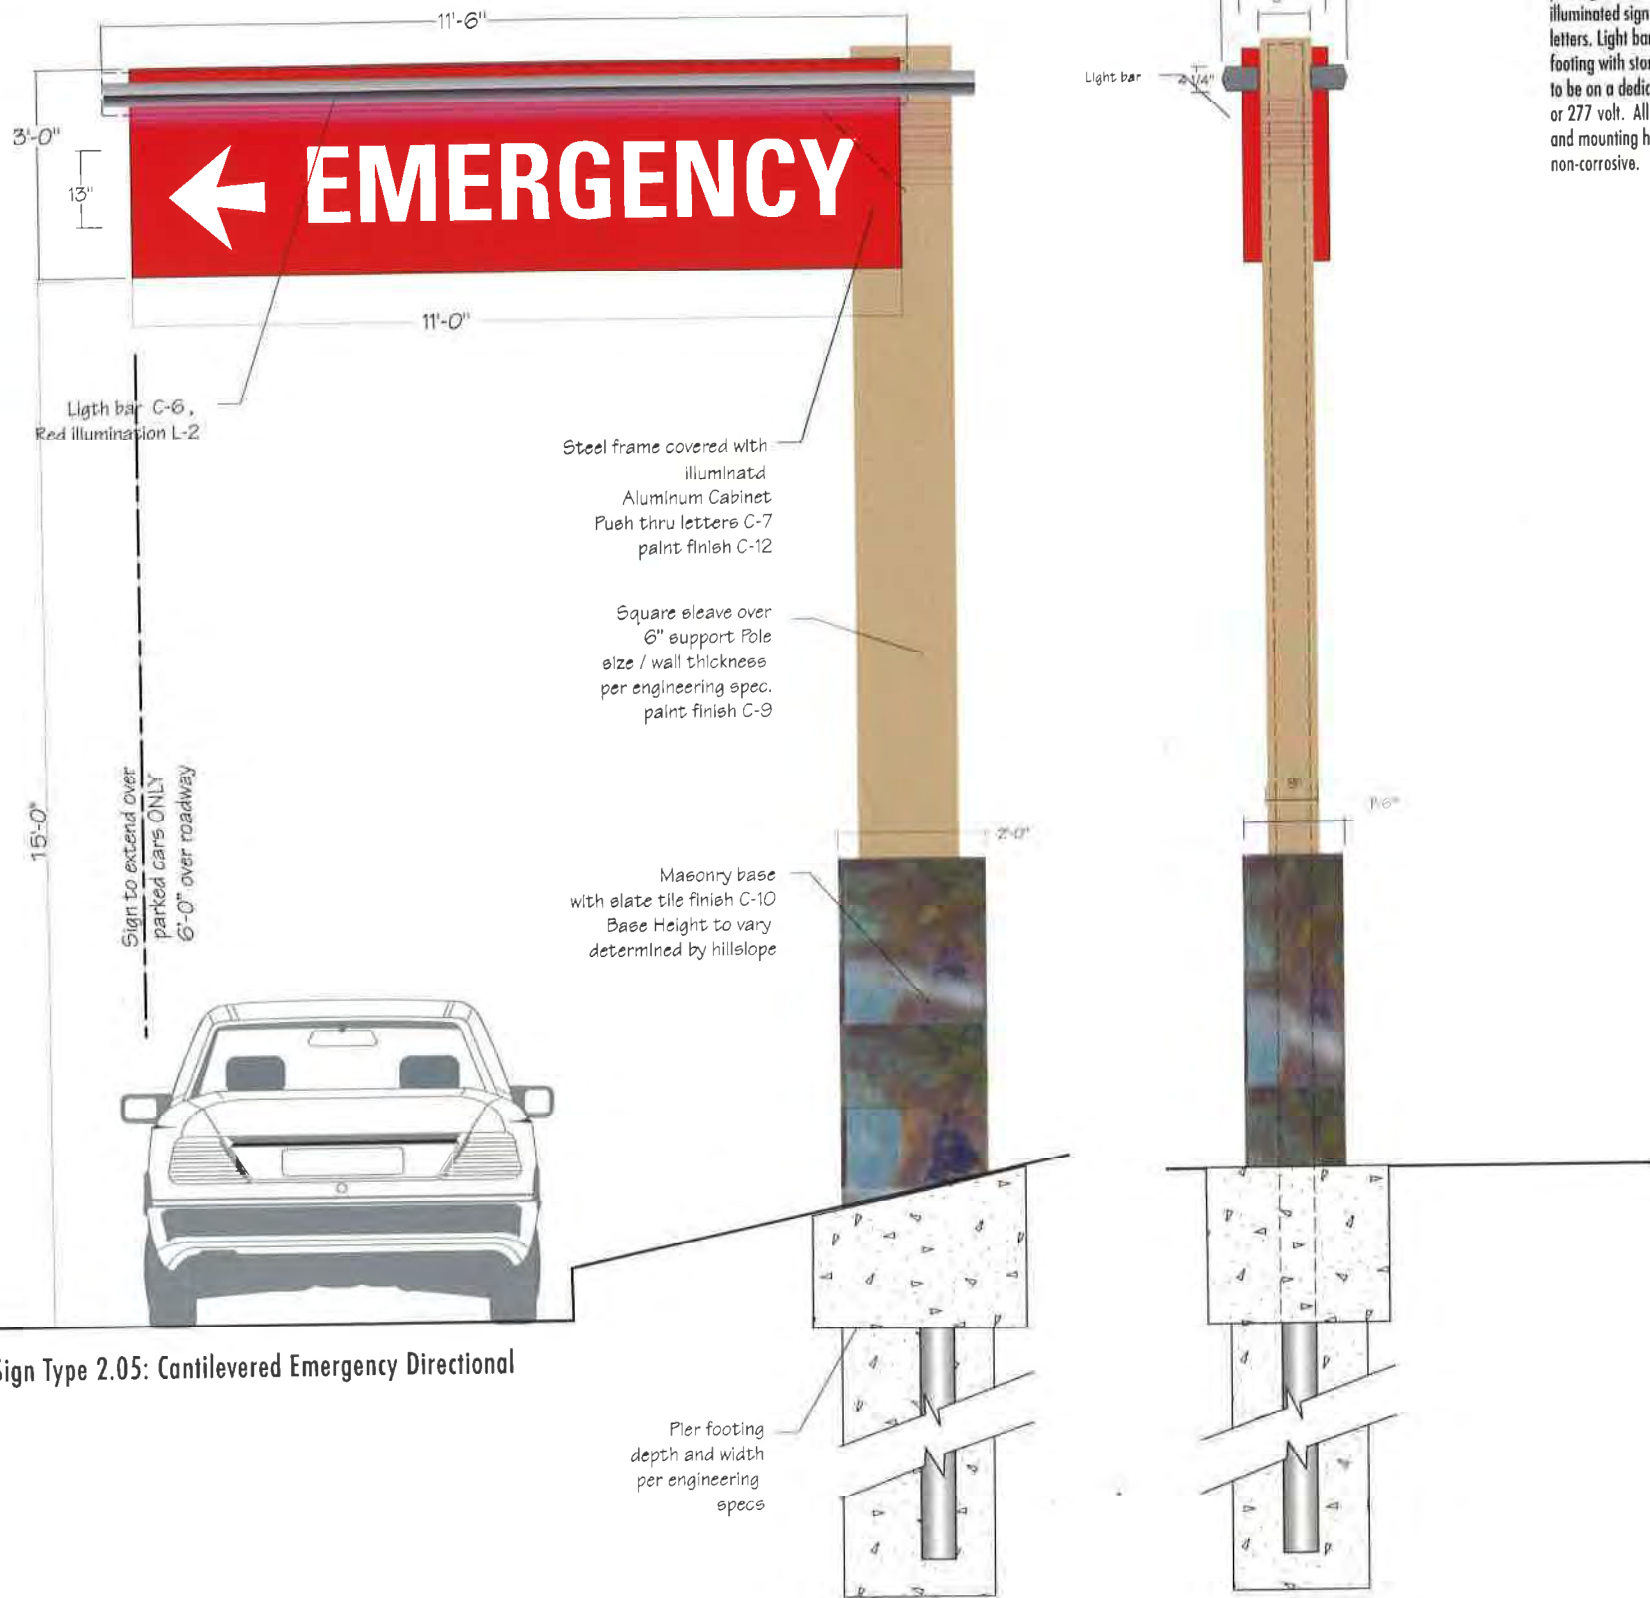 11'-6"
illuminated sign
letters. Light bar
footing with
to be on a
or 277 volt. All
and mounting
non-corrosive.
Light bar
4 1/4"
3'-0"
13"
← EMERGENCY
11'-0"
Ligth bar C-6,
Red illumination L-2
Steel frame covered with
illuminatd
Aluminum Cabinet
Push thru letters C-7
paint finish C-12
Square sleave over
6" support Pole
size / wall thickness
per engineering spec.
paint finish C-9
15'-0"
Sign to extend over
parked cars ONLY
6'-0" over roadway
2'-0"
1'-6"
Masonry base
with slate tile finish C-10
Base Height to vary
determined by hillslope
Sign Type 2.05: Cantilevered Emergency Directional
Pier footing
depth and width
per engineering
specs